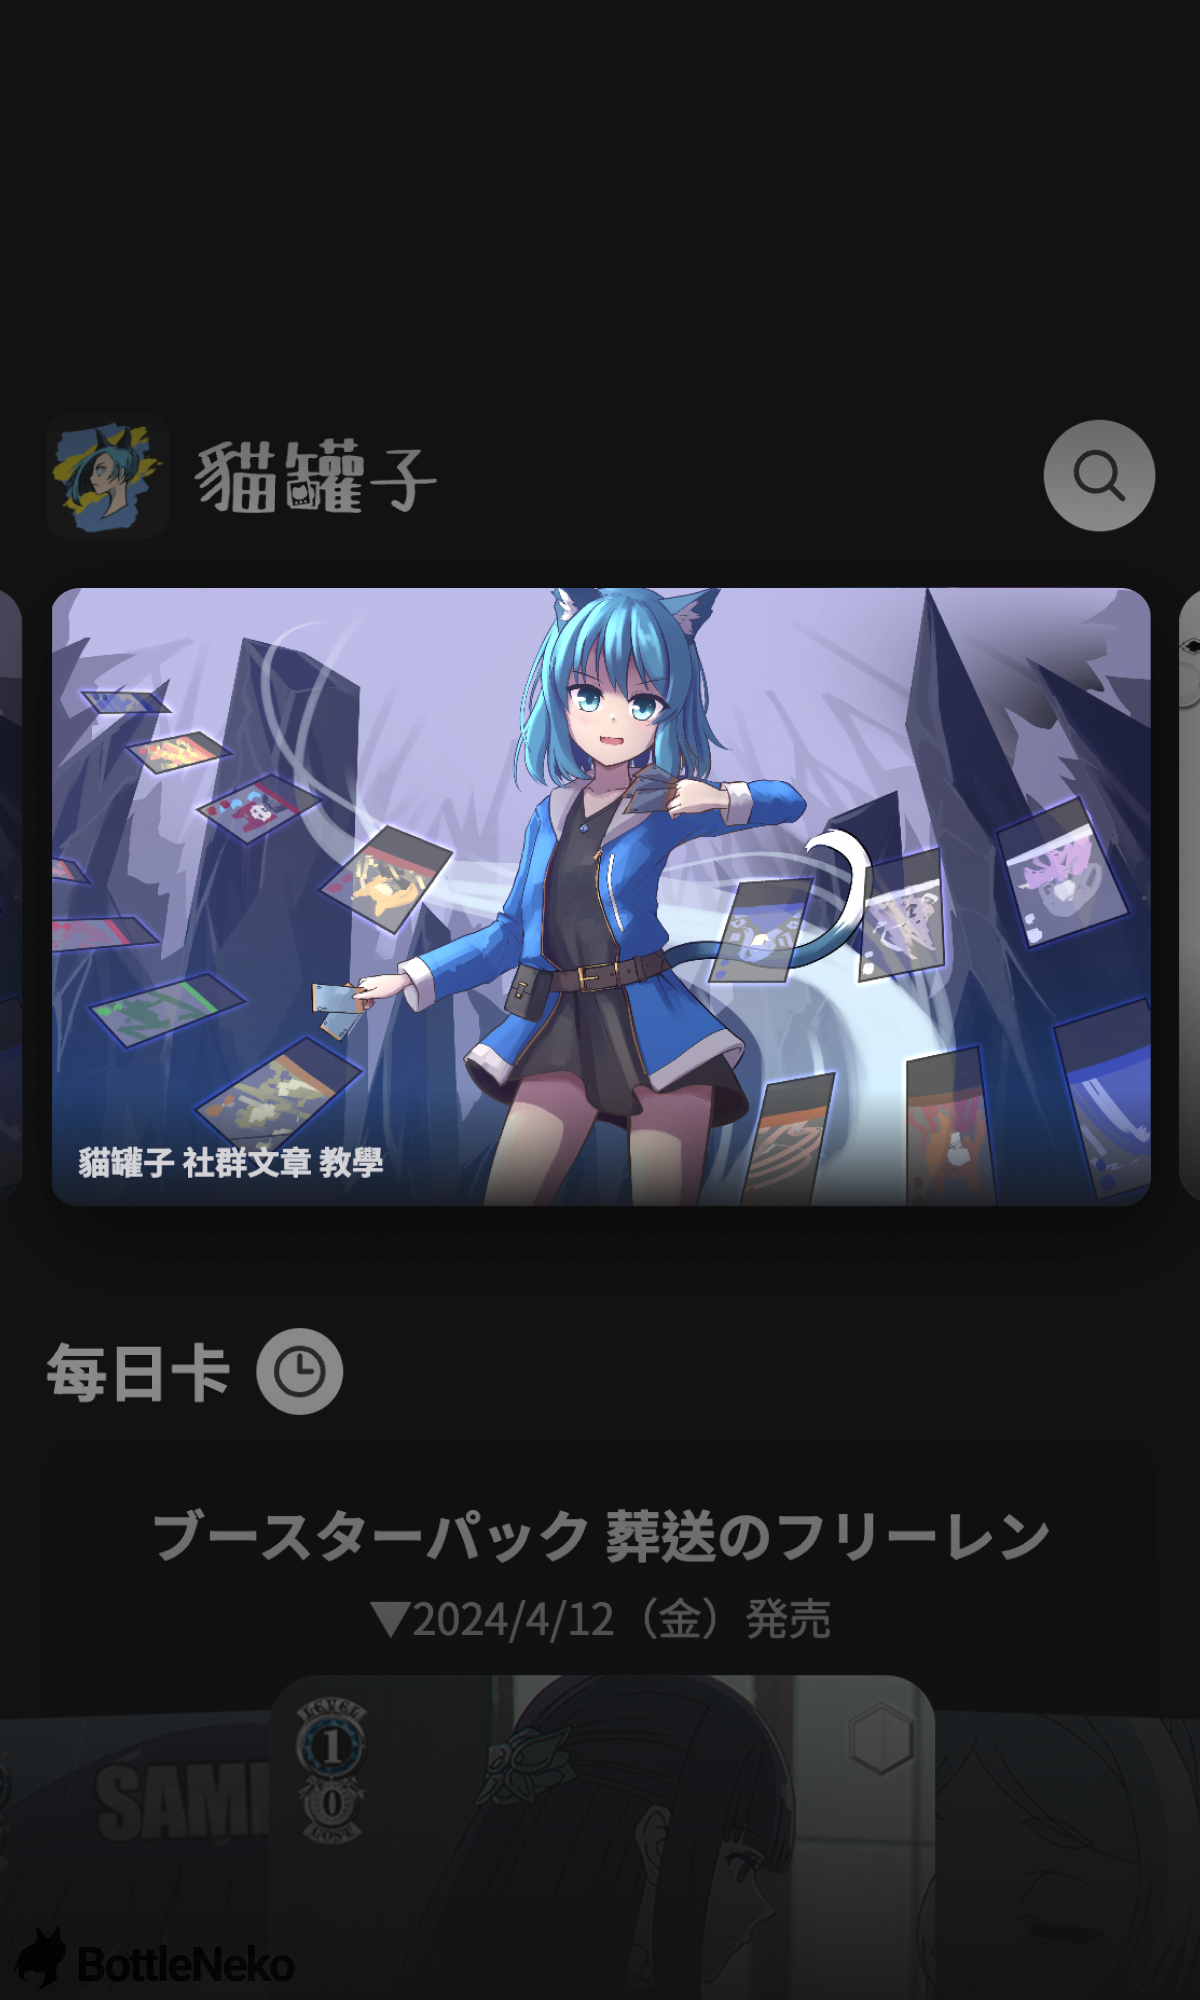 貓罐子
貓罐子 社群文章 教學
每日卡
ブースターパック 葬送のフリーレン
▼2024/4/12（金）発売
LEVEL
1
0
COST
SAM
BottleNeko